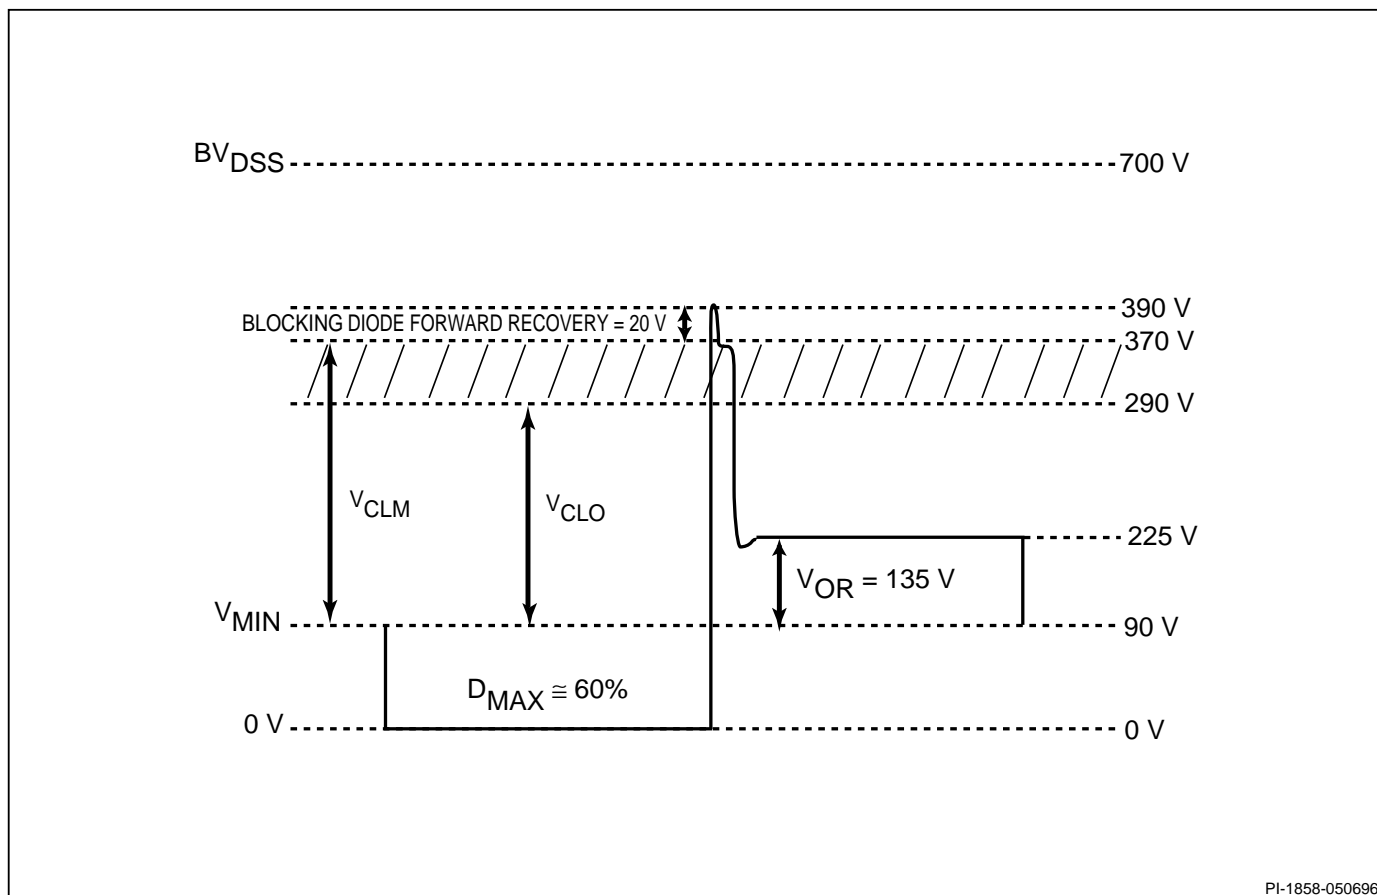 BVDSS 700 V
390 V
BLOCKING DIODE FORWARD RECOVERY = 20 V
370 V
290 V
VCLM
VCLO
225 V
VOR = 135 V
VMIN 90 V
DMAX ≅ 60%
0 V 0 V
PI-1858-050696